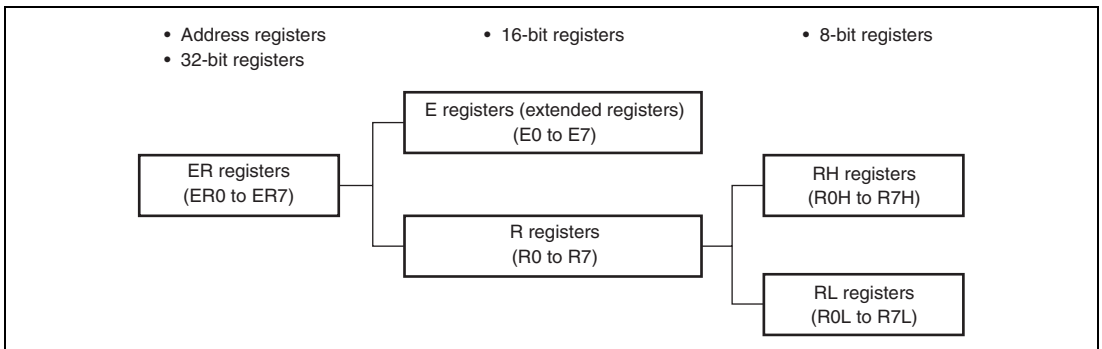 • Address registers
• 32-bit registers
• 16-bit registers
• 8-bit registers
E registers (extended registers)
(E0 to E7)
ER registers
(ER0 to ER7)
RH registers
(R0H to R7H)
R registers
(R0 to R7)
RL registers
(R0L to R7L)